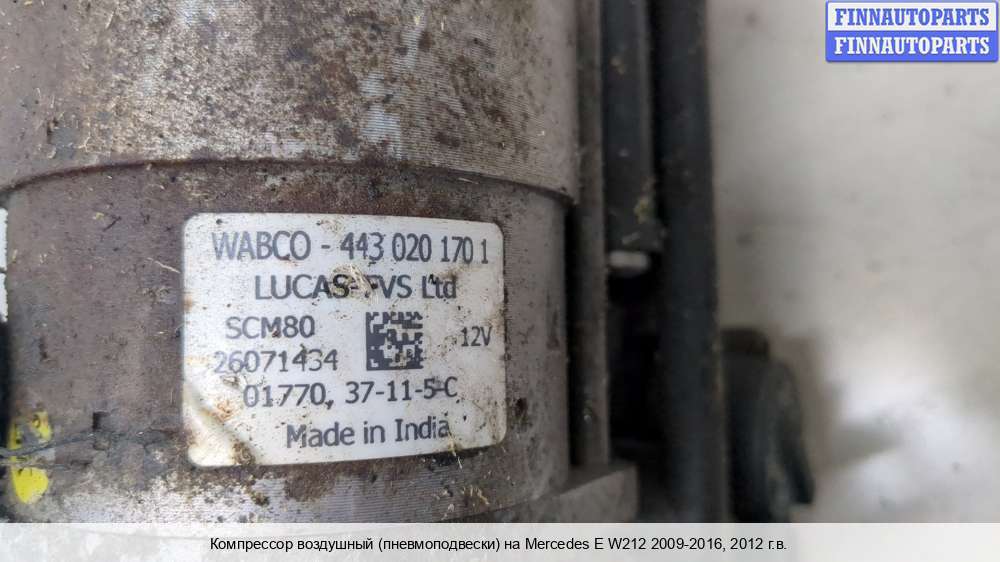 FINNAUTOPARTS
FINNAUTOPARTS
WABCO - 443 020 170 1
LUCAS-TVS Ltd
SCM80
12V
26071434
01770, 37-11-5-C
Made in India
Компрессор воздушный (пневмоподвески) на Mercedes E W212 2009-2016, 2012 г.в.